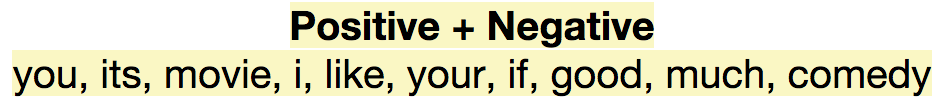 Positive + Negative
you, its, movie, i, like, your, if, good, much, comedy